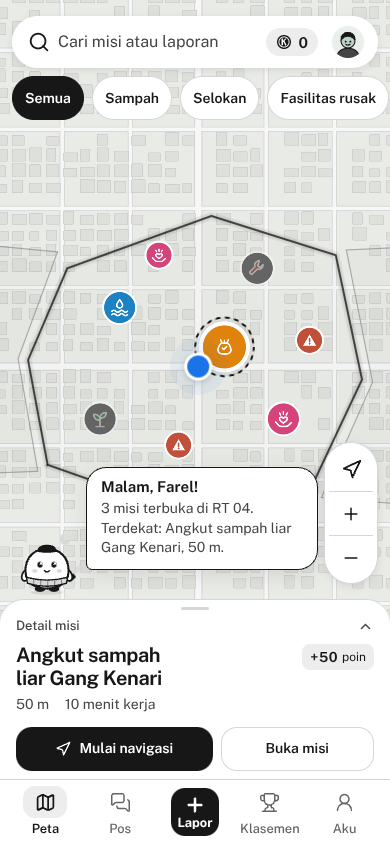 Cari misi atau laporan
0
Semua
Sampah
Selokan
Fasilitas rusak
Malam, Farel!
3 misi terbuka di RT 04.
Terdekat: Angkut sampah liar
Gang Kenari, 50 m.
Detail misi
Angkut sampah
liar Gang Kenari
+50 poin
50 m
10 menit kerja
Mulai navigasi
Buka misi
Peta
Pos
Lapor
Klasemen
Aku